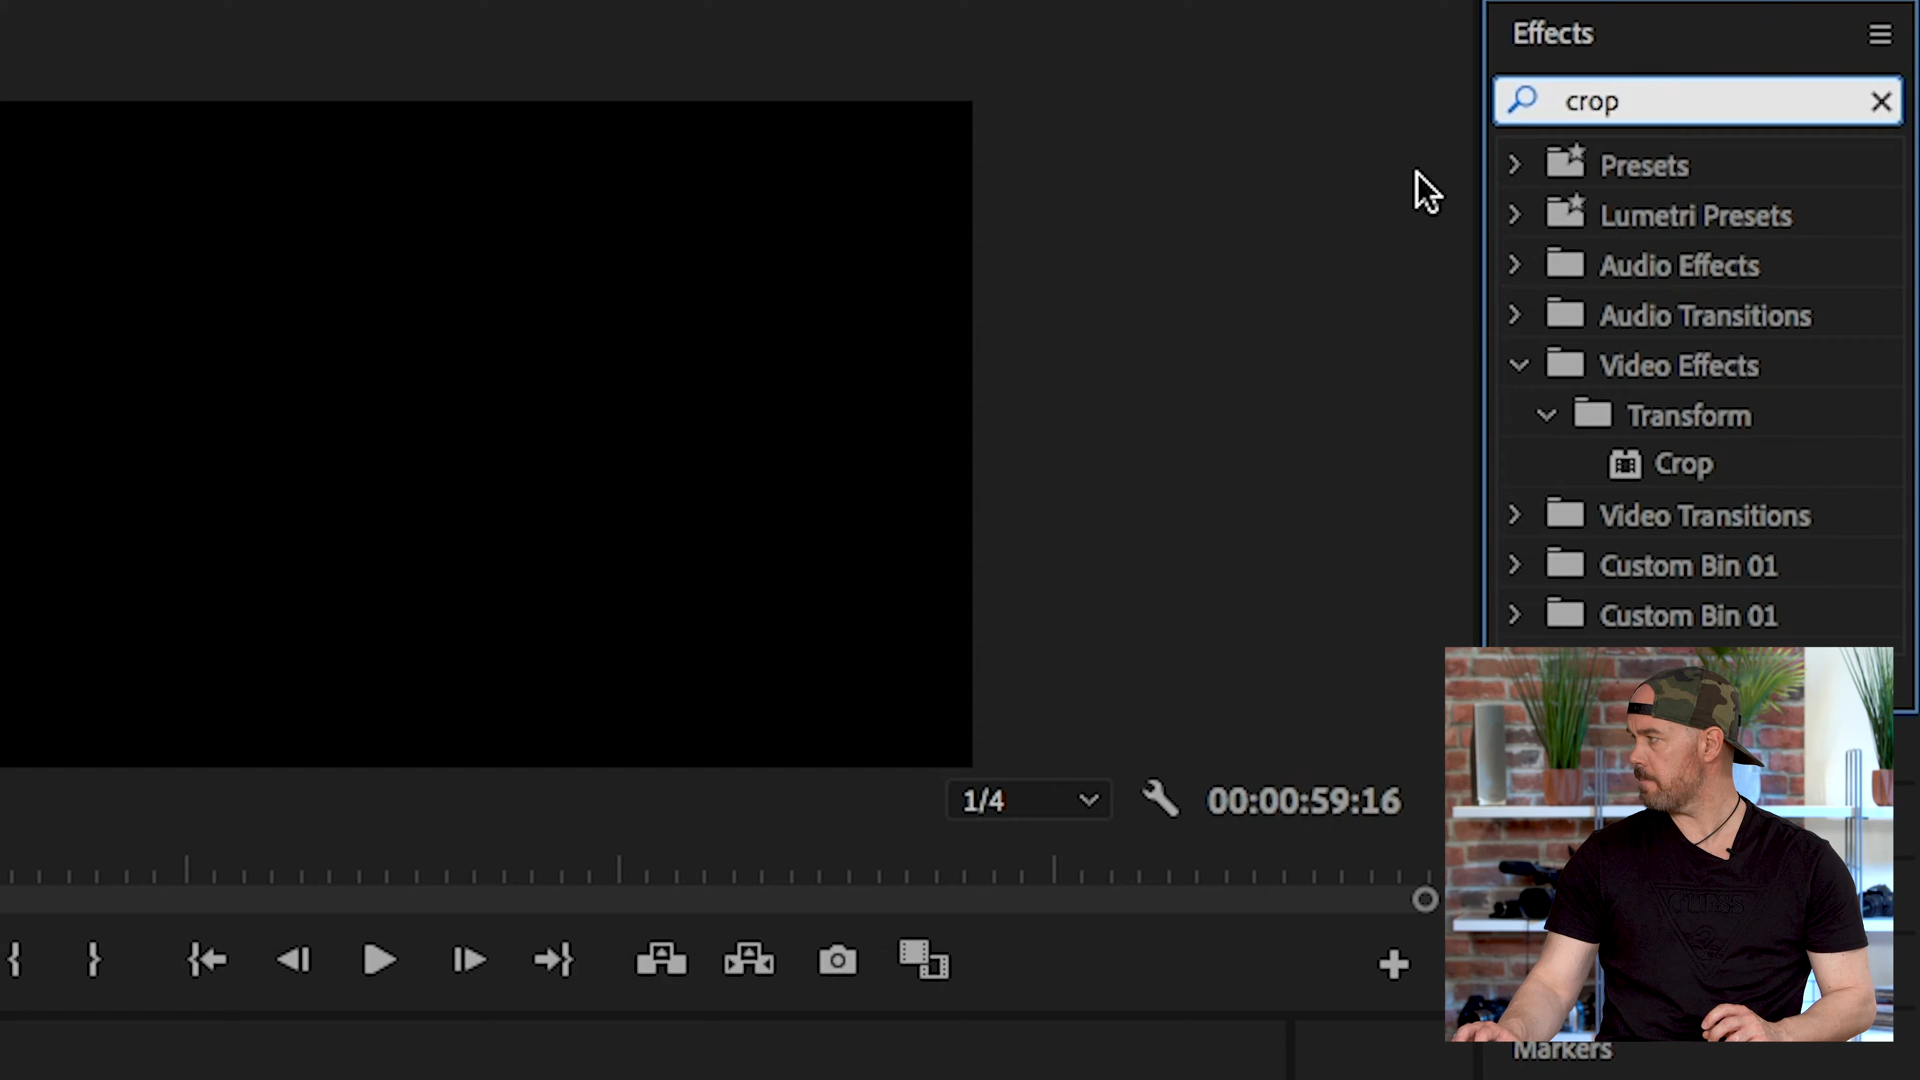 Effects
crop
Presets
Lumetri Presets
Audio Effects
Audio Transitions
Video Effects
Transform
Crop
Video Transitions
Custom Bin 01
Custom Bin 01
1/4
00:00:59:16
GUESS
Markers